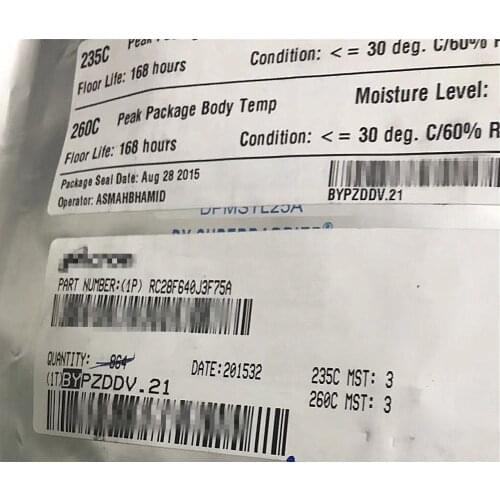 235C Peak
Floor Life: 168 hours
Condition: <= 30 deg. C/60% R
260C Peak Package Body Temp
Moisture Level:
Floor Life: 168 hours
Condition: <= 30 deg. C/60% R
Package Seal Date: Aug 28 2015
Operator: ASMAHBHAMID
BYPZDDV.21
PART NUMBER:(1P) RC28F640J3F75A
QUANTITY: 864
DATE:201532
235C MST: 3
(1T)BYPZDDV.21
260C MST: 3